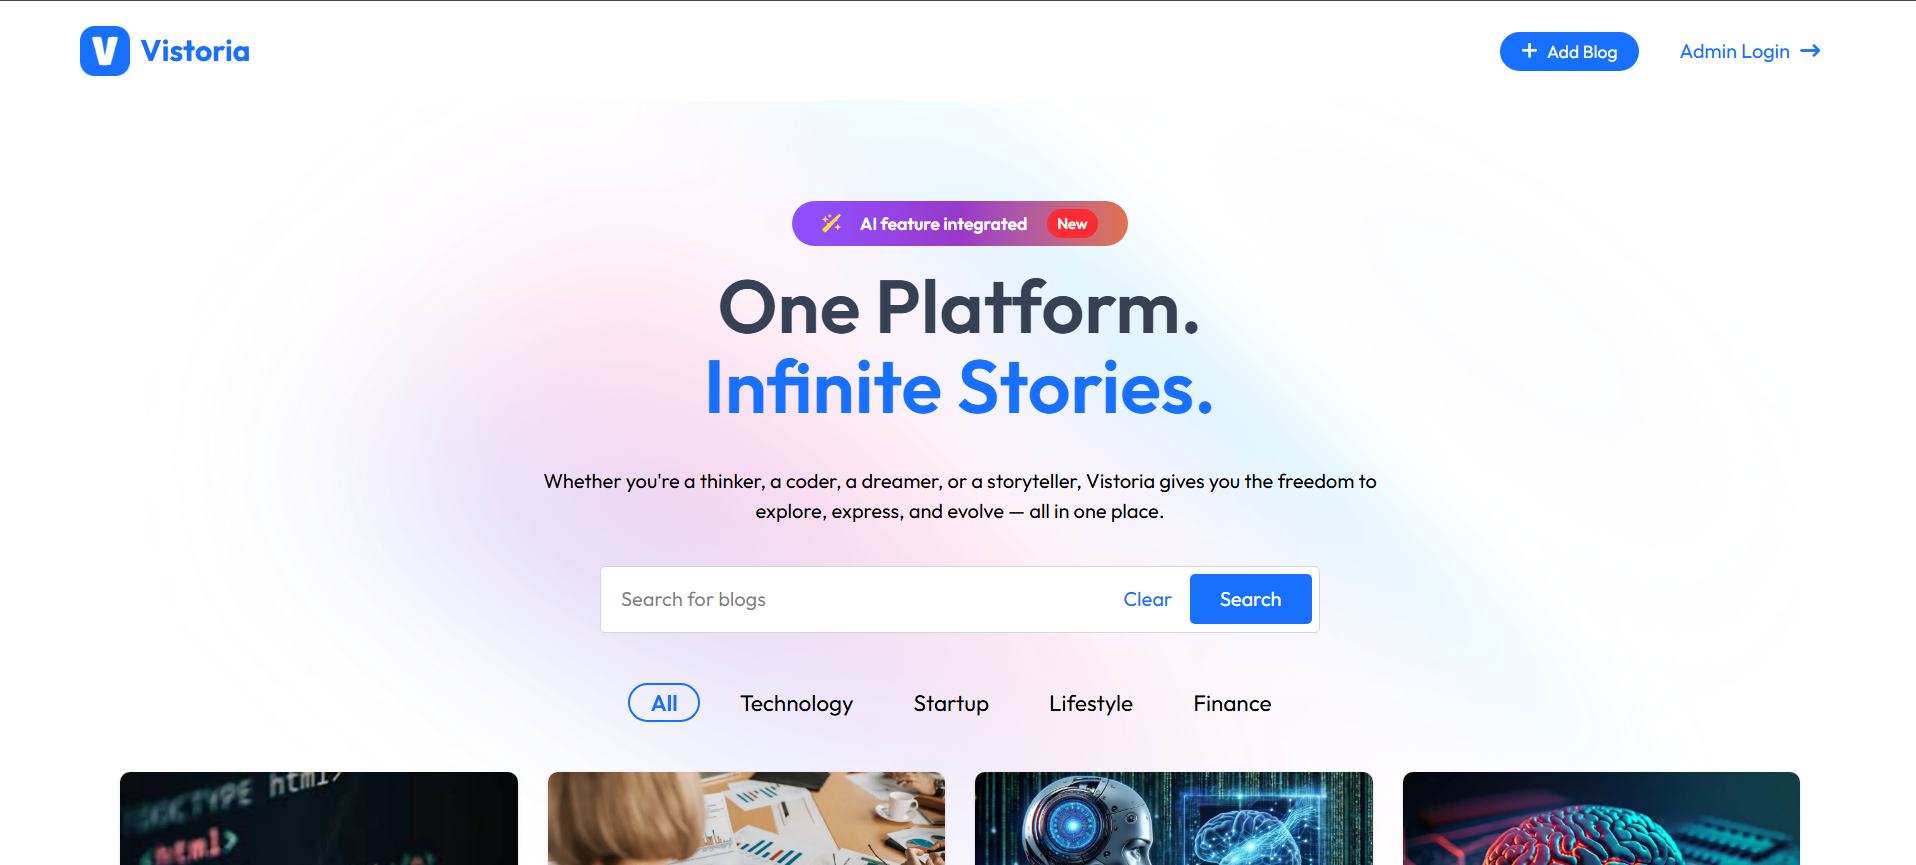 V Vistoria
+ Add Blog
Admin Login →
AI feature integrated New
One Platform.
Infinite Stories.
Whether you're a thinker, a coder, a dreamer, or a storyteller, Vistoria gives you the freedom to
explore, express, and evolve — all in one place.
Search for blogs Clear Search
All Technology Startup Lifestyle Finance
html>
html>